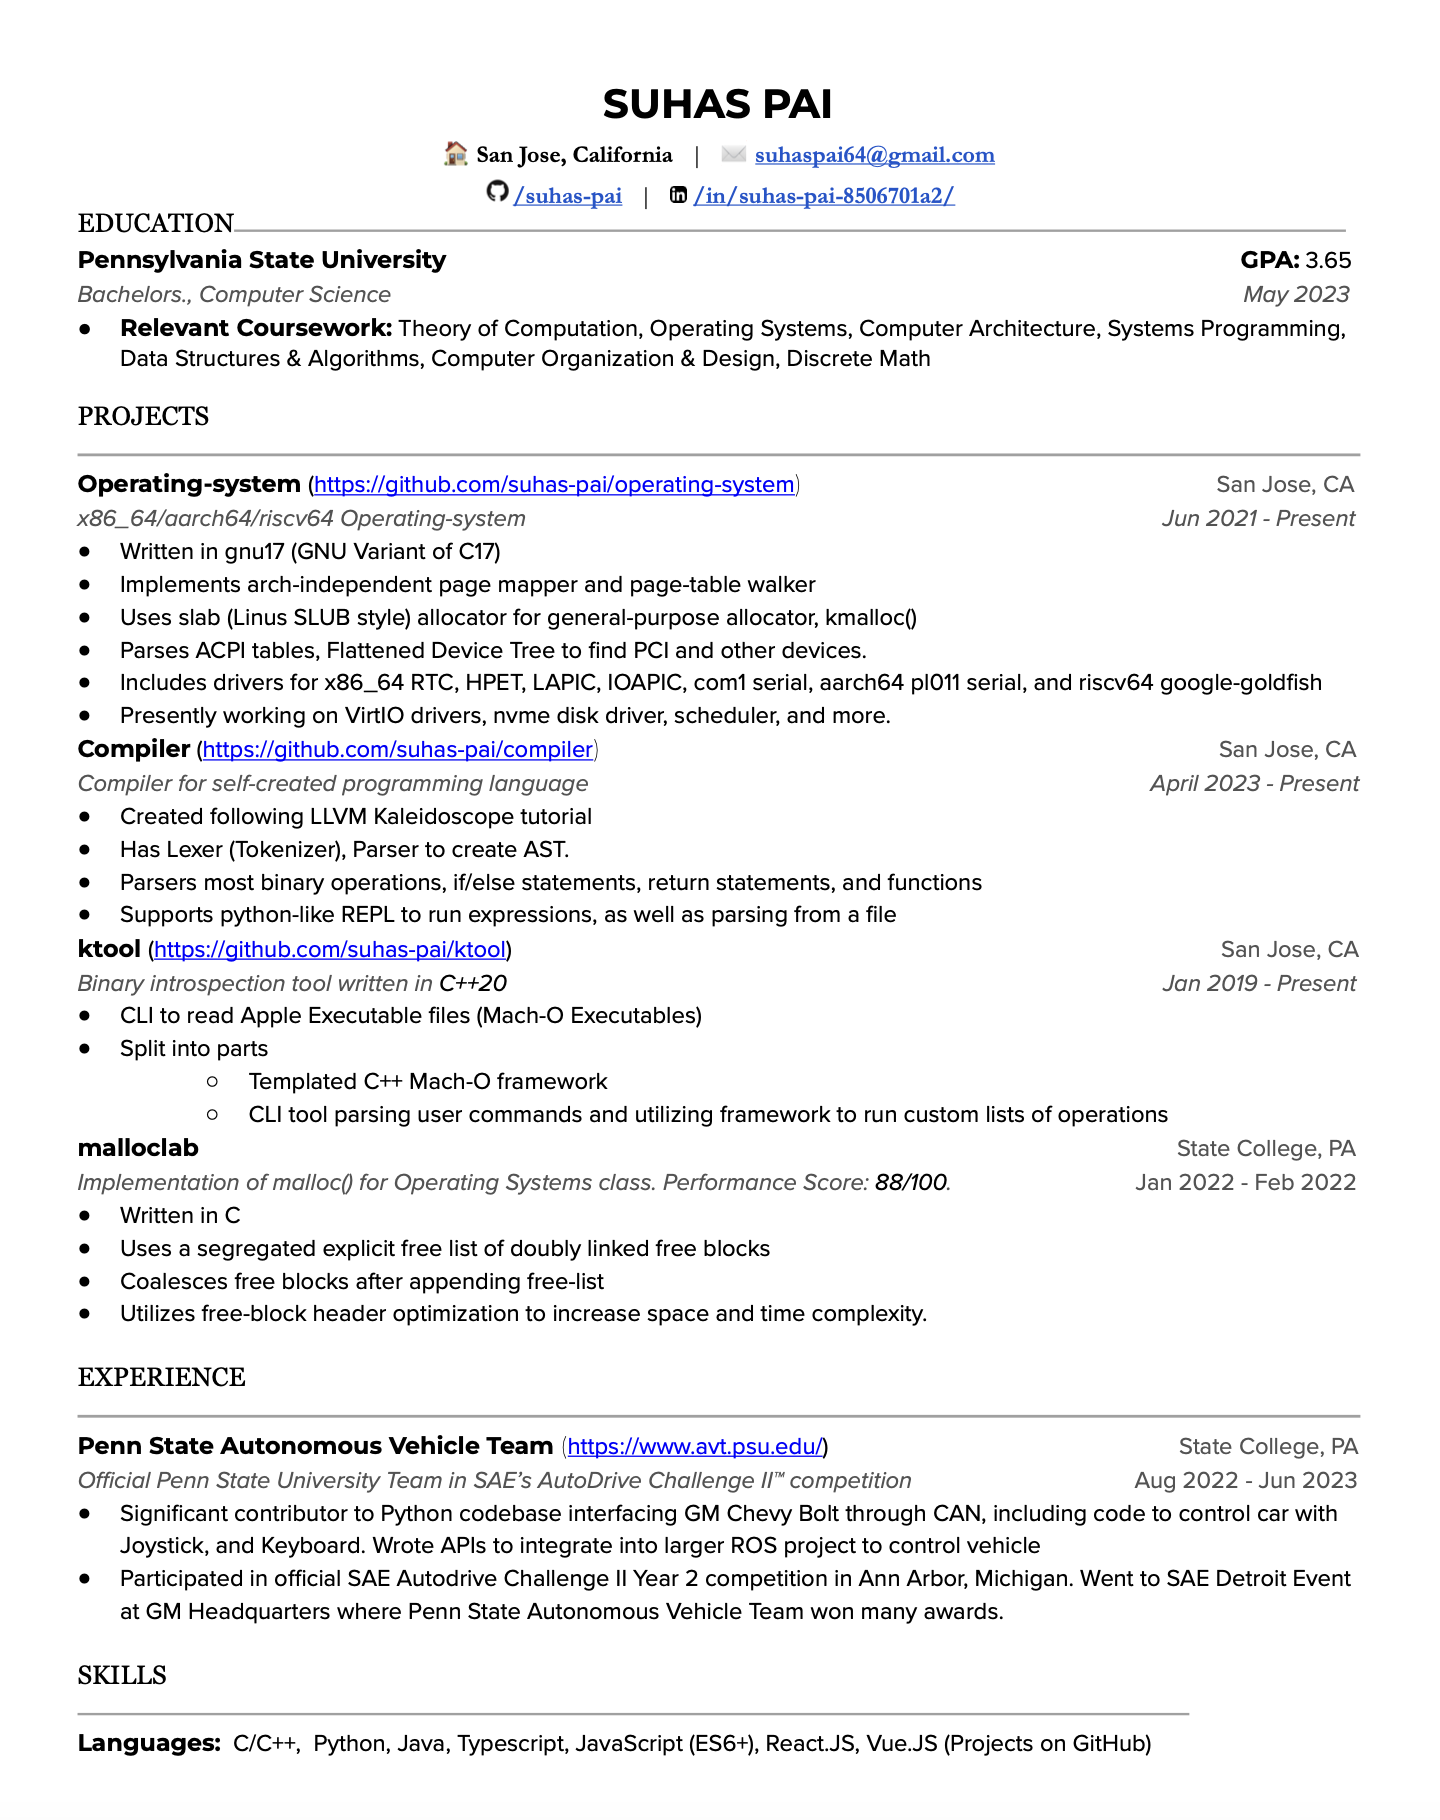 SUHAS PAI
San Jose, California | suhaspai64@gmail.com
/suhas-pai | /in/suhas-pai-8506701a2/
EDUCATION
Pennsylvania State University GPA: 3.65
Bachelors., Computer Science May 2023
● Relevant Coursework: Theory of Computation, Operating Systems, Computer Architecture, Systems Programming,
Data Structures & Algorithms, Computer Organization & Design, Discrete Math
PROJECTS
Operating-system (https://github.com/suhas-pai/operating-system) San Jose, CA
x86_64/aarch64/riscv64 Operating-system Jun 2021 - Present
● Written in gnu17 (GNU Variant of C17)
● Implements arch-independent page mapper and page-table walker
● Uses slab (Linus SLUB style) allocator for general-purpose allocator, kmalloc()
● Parses ACPI tables, Flattened Device Tree to find PCI and other devices.
● Includes drivers for x86_64 RTC, HPET, LAPIC, IOAPIC, com1 serial, aarch64 pl011 serial, and riscv64 google-goldfish
● Presently working on VirtIO drivers, nvme disk driver, scheduler, and more.
Compiler (https://github.com/suhas-pai/compiler) San Jose, CA
Compiler for self-created programming language April 2023 - Present
● Created following LLVM Kaleidoscope tutorial
● Has Lexer (Tokenizer), Parser to create AST.
● Parsers most binary operations, if/else statements, return statements, and functions
● Supports python-like REPL to run expressions, as well as parsing from a file
ktool (https://github.com/suhas-pai/ktool) San Jose, CA
Binary introspection tool written in C++20 Jan 2019 - Present
● CLI to read Apple Executable files (Mach-O Executables)
● Split into parts
○ Templated C++ Mach-O framework
○ CLI tool parsing user commands and utilizing framework to run custom lists of operations
malloclab State College, PA
Implementation of malloc() for Operating Systems class. Performance Score: 88/100. Jan 2022 - Feb 2022
● Written in C
● Uses a segregated explicit free list of doubly linked free blocks
● Coalesces free blocks after appending free-list
● Utilizes free-block header optimization to increase space and time complexity.
EXPERIENCE
Penn State Autonomous Vehicle Team (https://www.avt.psu.edu/) State College, PA
Official Penn State University Team in SAE's AutoDrive Challenge II™ competition Aug 2022 - Jun 2023
● Significant contributor to Python codebase interfacing GM Chevy Bolt through CAN, including code to control car with
Joystick, and Keyboard. Wrote APIs to integrate into larger ROS project to control vehicle
● Participated in official SAE Autodrive Challenge II Year 2 competition in Ann Arbor, Michigan. Went to SAE Detroit Event
at GM Headquarters where Penn State Autonomous Vehicle Team won many awards.
SKILLS
Languages: C/C++, Python, Java, Typescript, JavaScript (ES6+), React.JS, Vue.JS (Projects on GitHub)